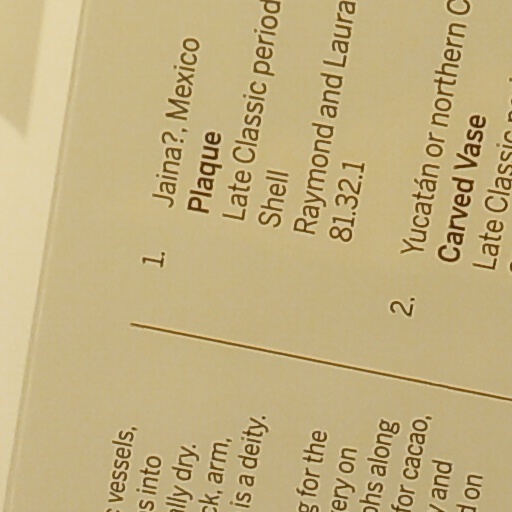 vessels,
s into
ally dry.
ck, arm,
is a deity.
g for the
ery on
phs along
for cacao,
y and
d on
1. Jaina?, Mexico
Plaque
Late Classic period
Shell
Raymond and Laura
81.32.1
2. Yucatán or northern C
Carved Vase
Late Classic